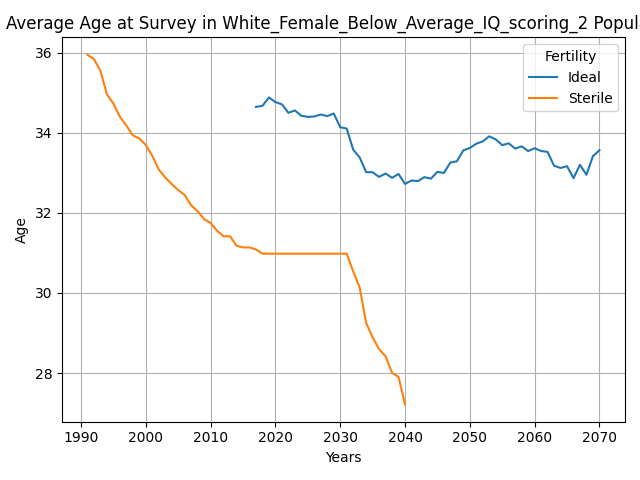 Average Age at Survey in White_Female_Below_Average_IQ_scoring_2 Popul
Fertility
Ideal
Sterile
36
34
32
30
28
Age
1990 2000 2010 2020 2030 2040 2050 2060 2070
Years